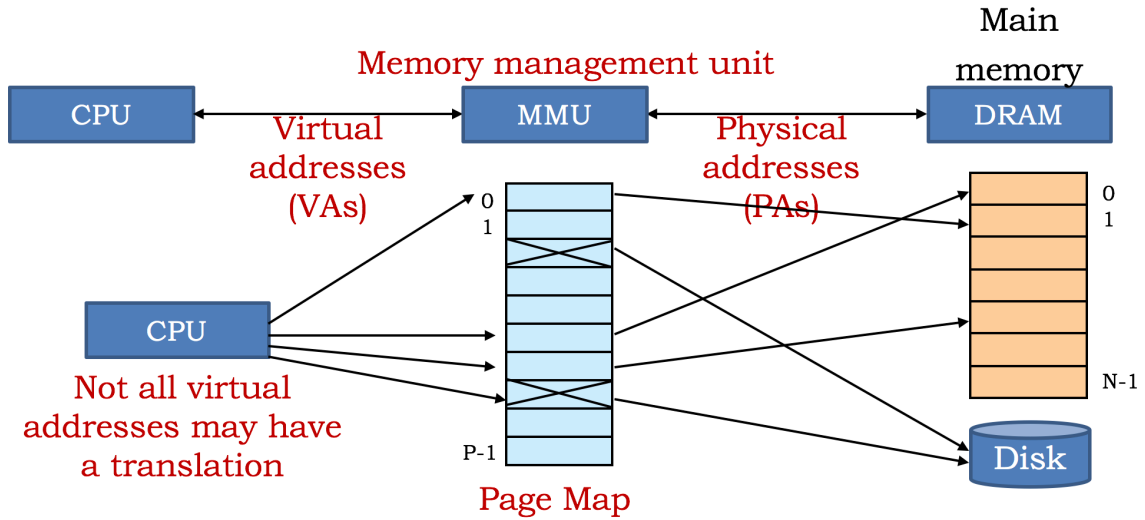 Main
memory
Memory management unit
CPU
MMU
DRAM
Virtual
addresses
(VAs)
Physical
addresses
(PAs)
0
1
P-1
0
1
N-1
CPU
Not all virtual
addresses may have
a translation
Page Map
Disk